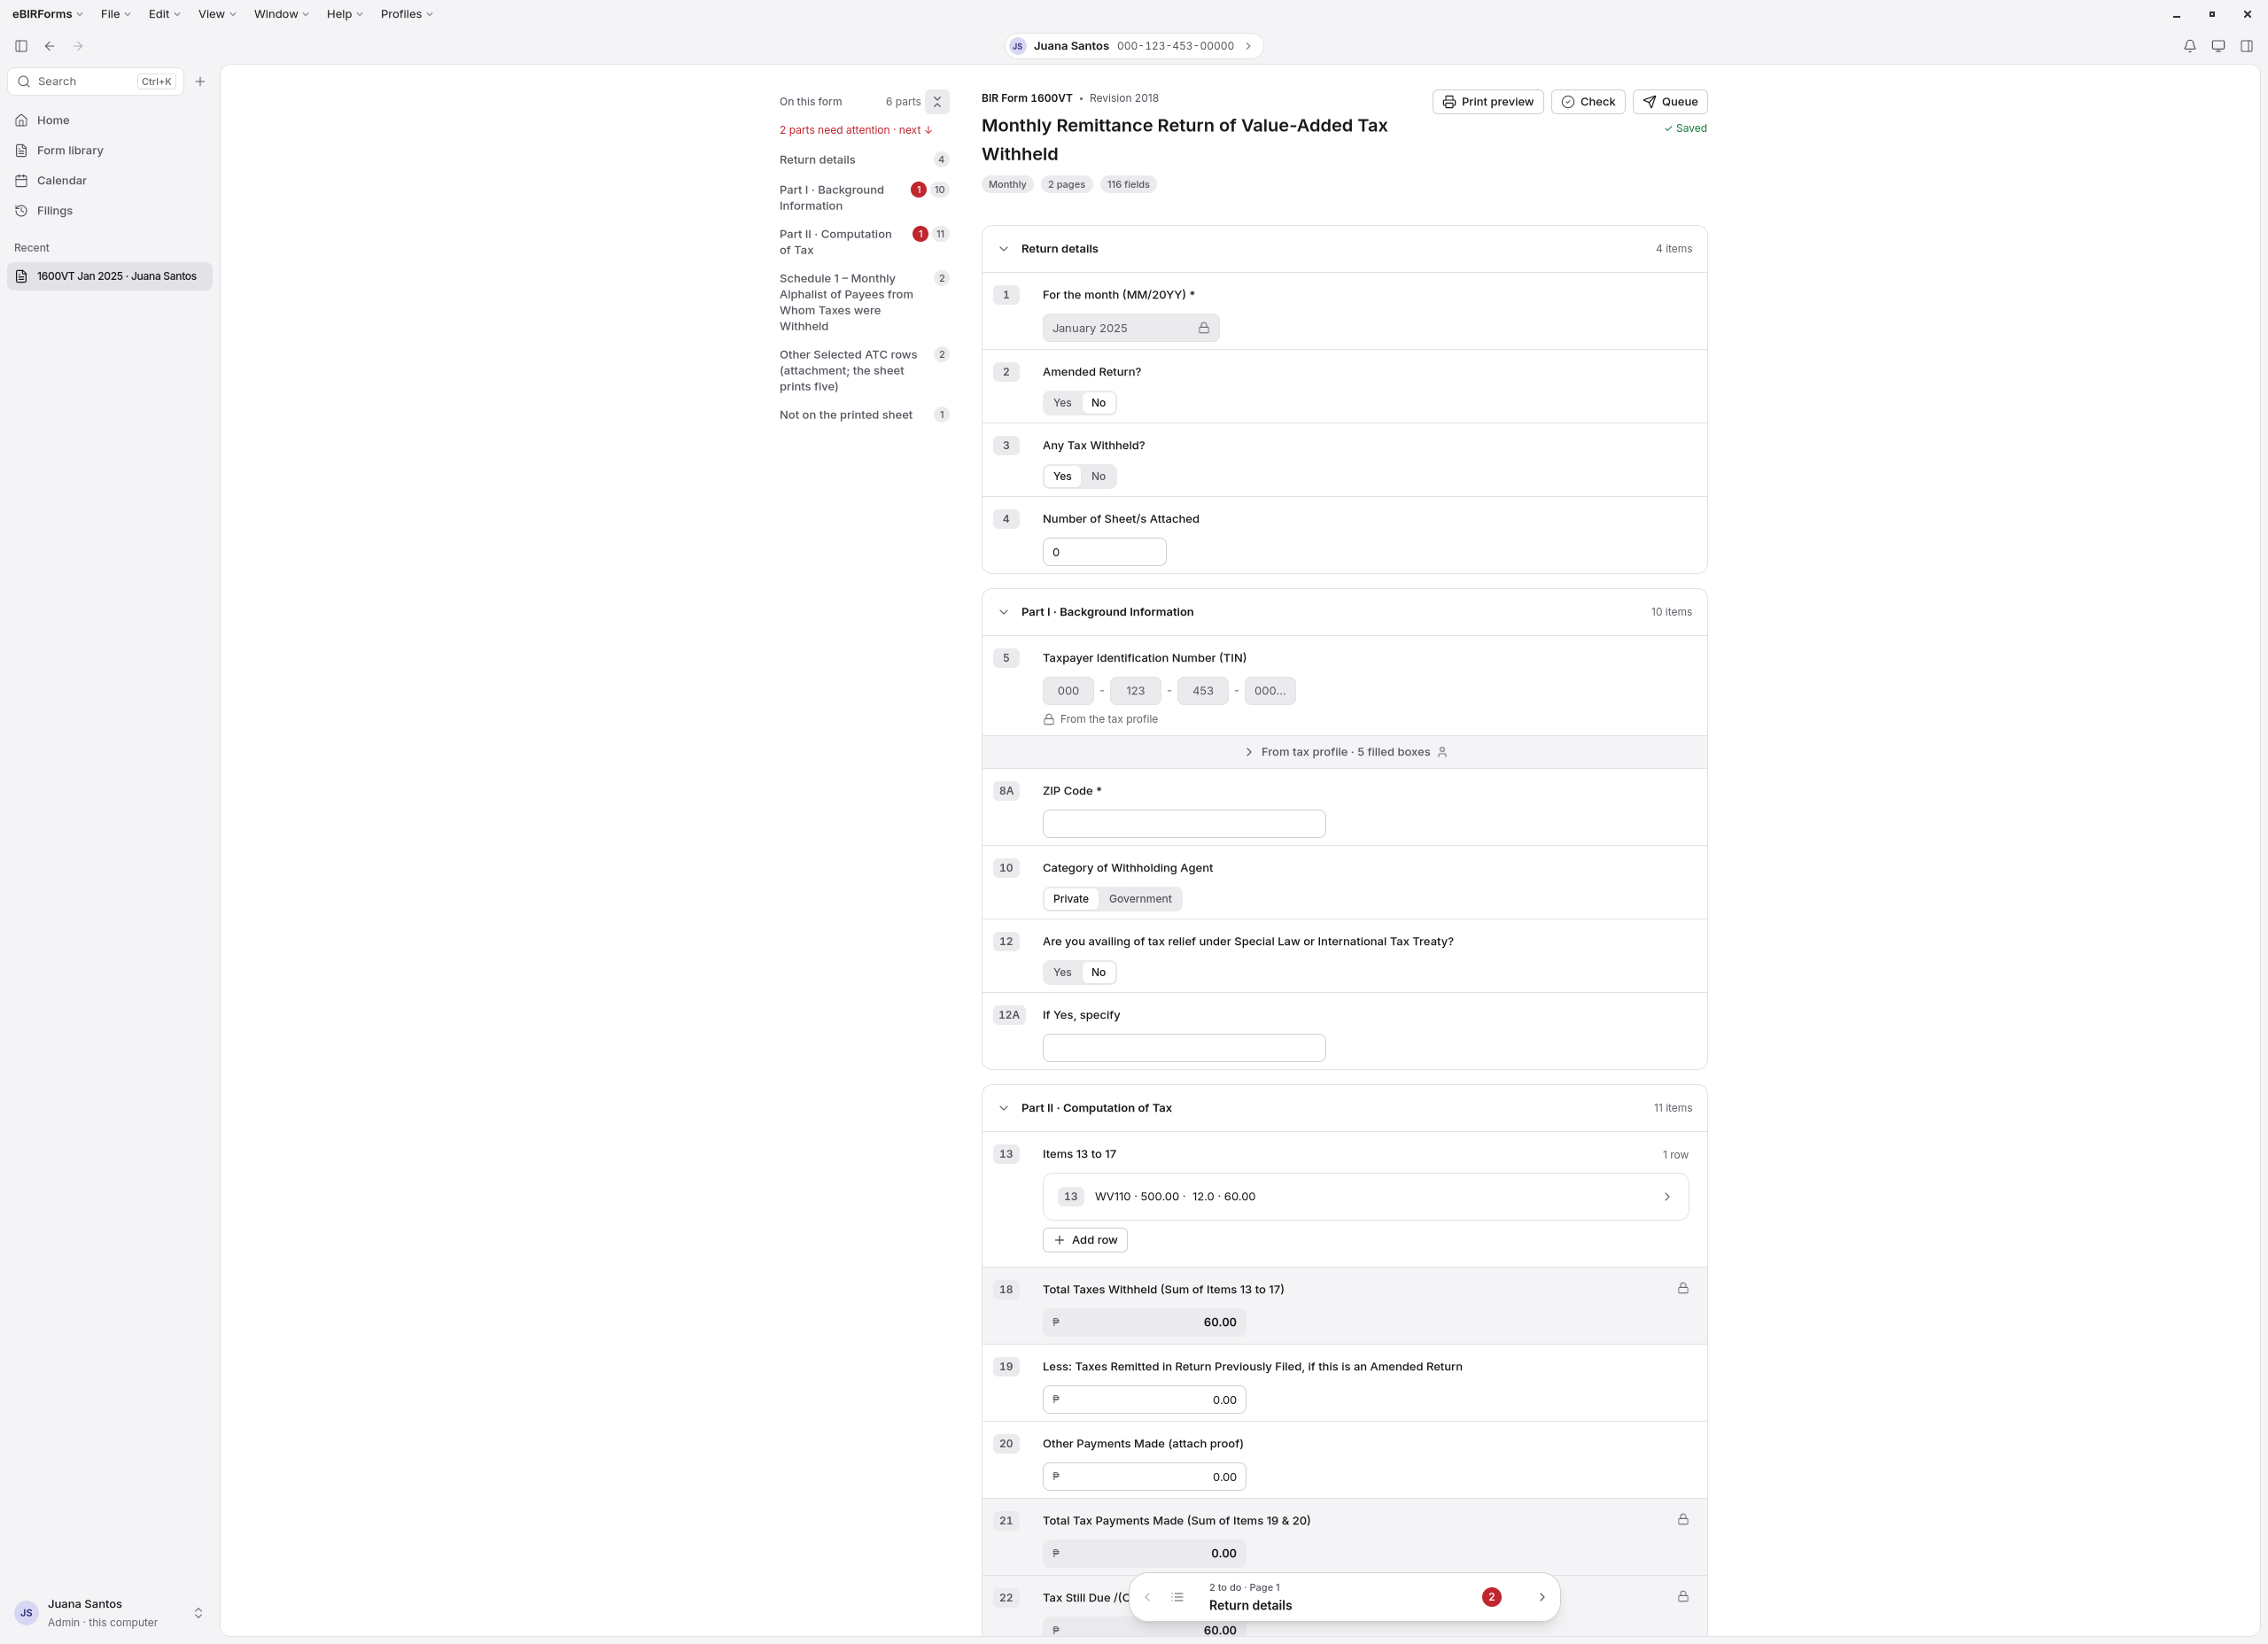 eBIRForms File Edit View Window Help Profiles
JS Juana Santos 000-123-453-00000
Search Ctrl+K
Home
Form library
Calendar
Filings
Recent
1600VT Jan 2025 · Juana Santos
On this form 6 parts
2 parts need attention · next ↓
Return details 4
Part I · Background 1 10
Information
Part II · Computation 1 11
of Tax
Schedule 1 – Monthly 2
Alphalist of Payees from
Whom Taxes were
Withheld
Other Selected ATC rows 2
(attachment; the sheet
prints five)
Not on the printed sheet 1
BIR Form 1600VT • Revision 2018
Print preview Check Queue
Monthly Remittance Return of Value-Added Tax
Withheld
✓ Saved
Monthly 2 pages 116 fields
Return details 4 items
1 For the month (MM/20YY) *
January 2025
2 Amended Return?
Yes No
3 Any Tax Withheld?
Yes No
4 Number of Sheet/s Attached
0
Part I · Background Information 10 items
5 Taxpayer Identification Number (TIN)
000 - 123 - 453 - 000...
From the tax profile
From tax profile · 5 filled boxes
8A ZIP Code *
10 Category of Withholding Agent
Private Government
12 Are you availing of tax relief under Special Law or International Tax Treaty?
Yes No
12A If Yes, specify
Part II · Computation of Tax 11 items
13 Items 13 to 17 1 row
13 WV110 · 500.00 · 12.0 · 60.00
Add row
18 Total Taxes Withheld (Sum of Items 13 to 17)
₱ 60.00
19 Less: Taxes Remitted in Return Previously Filed, if this is an Amended Return
₱ 0.00
20 Other Payments Made (attach proof)
₱ 0.00
21 Total Tax Payments Made (Sum of Items 19 & 20)
₱ 0.00
22 Tax Still Due /(
₱ 60.00
2 to do · Page 1
Return details 2
JS Juana Santos
Admin · this computer